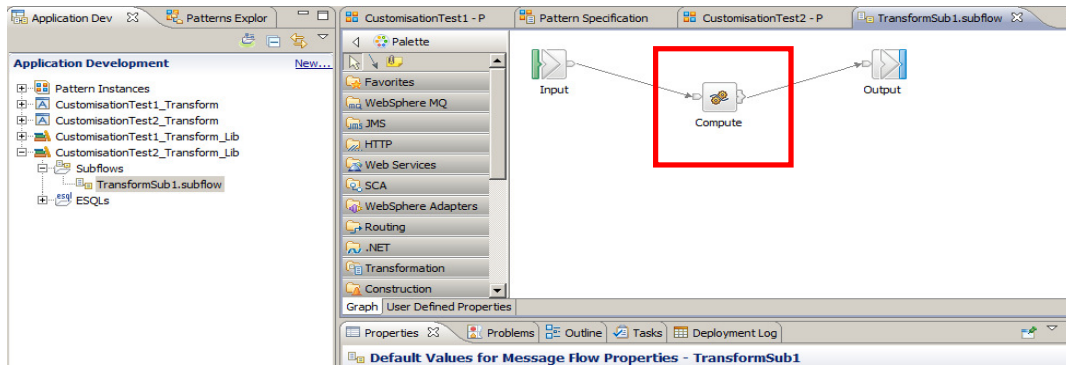 Application Dev
Patterns Explor
Application Development
New...
Pattern Instances
CustomisationTest1_Transform
CustomisationTest2_Transform
CustomisationTest1_Transform_Lib
CustomisationTest2_Transform_Lib
Subflows
TransformSub1.subflow
esql
ESQLs
CustomisationTest1 - P
Pattern Specification
CustomisationTest2 - P
TransformSub1.subflow
Palette
Favorites
WebSphere MQ
JMS
HTTP
Web Services
SCA
WebSphere Adapters
Routing
.NET
Transformation
Construction
Graph
User Defined Properties
Input
Compute
Output
Properties
Problems
Outline
Tasks
Deployment Log
Default Values for Message Flow Properties - TransformSub1